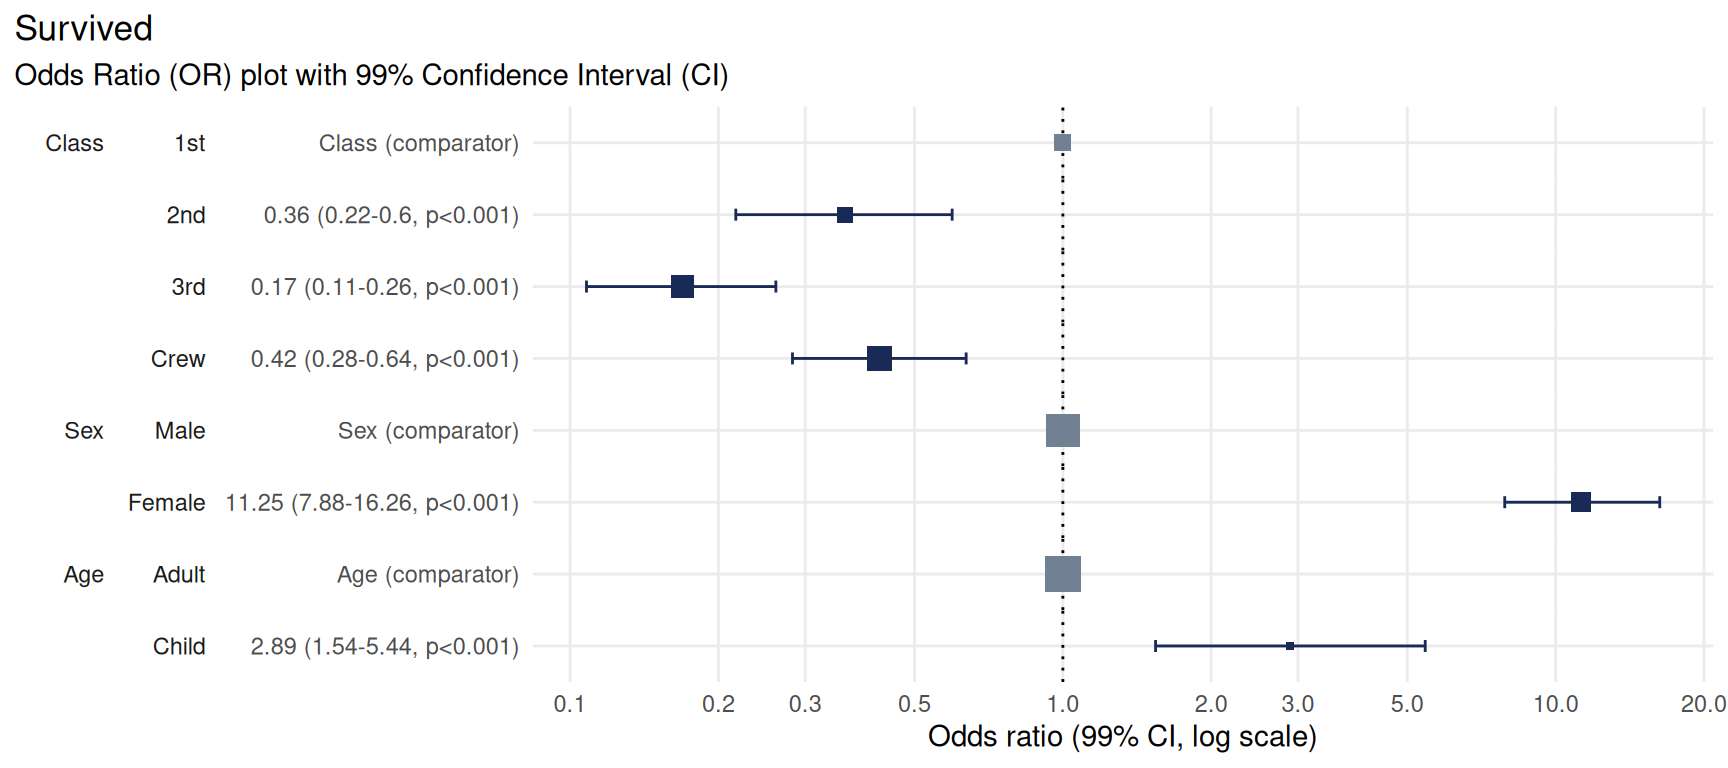 Survived
Odds Ratio (OR) plot with 99% Confidence Interval (CI)
Class 1st Class (comparator)
2nd 0.36 (0.22-0.6, p<0.001)
3rd 0.17 (0.11-0.26, p<0.001)
Crew 0.42 (0.28-0.64, p<0.001)
Sex Male Sex (comparator)
Female 11.25 (7.88-16.26, p<0.001)
Age Adult Age (comparator)
Child 2.89 (1.54-5.44, p<0.001)
0.1 0.2 0.3 0.5 1.0 2.0 3.0 5.0 10.0 20.0
Odds ratio (99% CI, log scale)